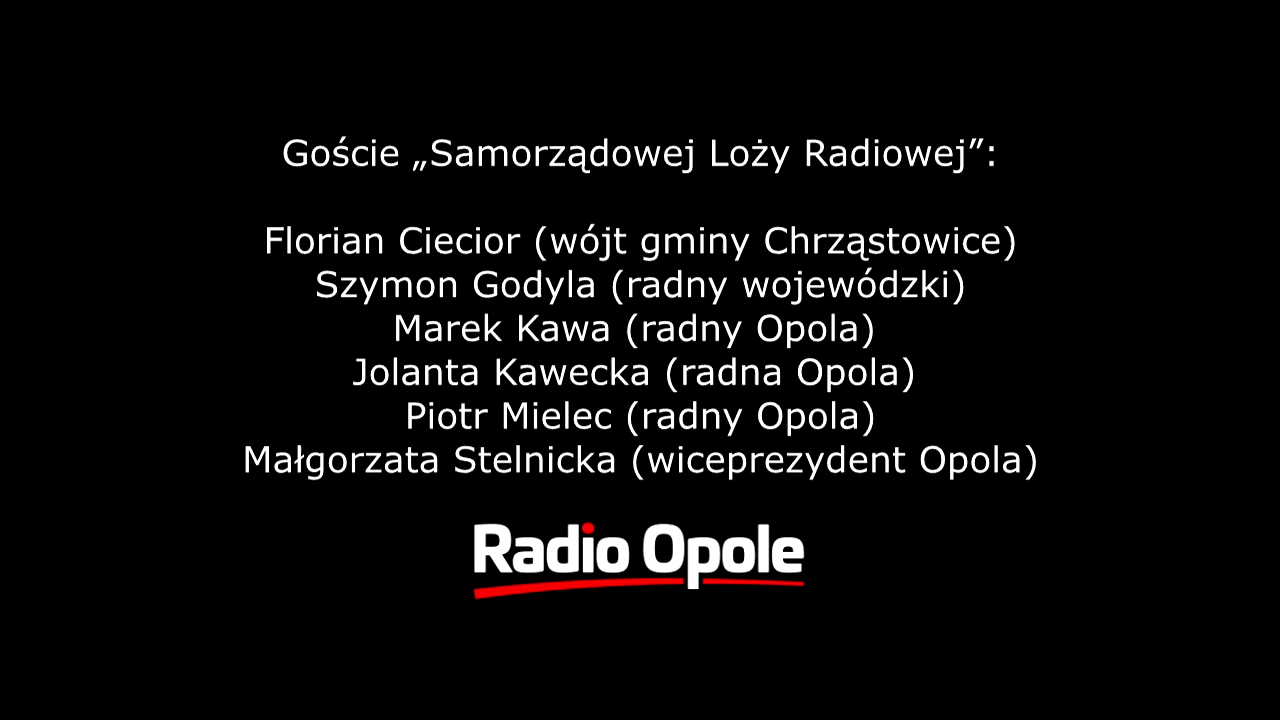 Goście „Samorządowej Loży Radiowej”:
Florian Ciecior (wójt gminy Chrząstowice)
Szymon Godyla (radny wojewódzki)
Marek Kawa (radny Opola)
Jolanta Kawecka (radna Opola)
Piotr Mielec (radny Opola)
Małgorzata Stelnicka (wiceprezydent Opola)
Radio Opole